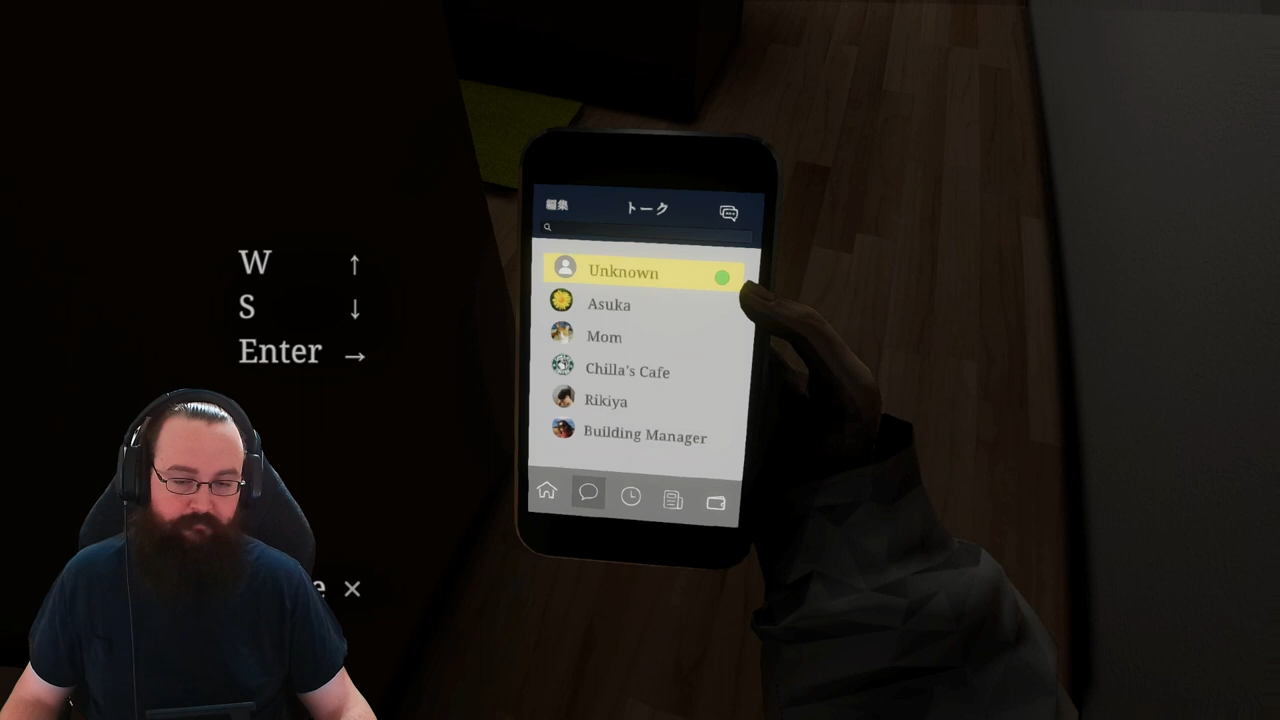 編集 トーク
Unknown
Asuka
Mom
Chilla's Cafe
Rikiya
Building Manager
W ↑
S ↓
Enter →
e ×